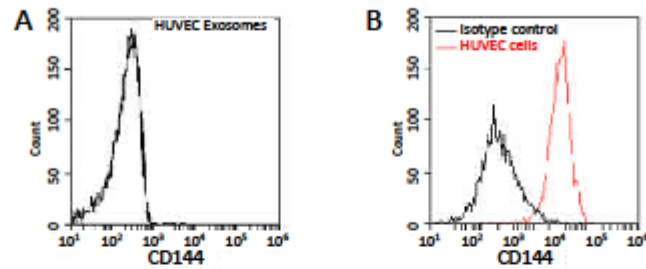 A
HUVEC Exosomes
200
150
100
50
0
Count
10¹ 10² 10³ 10⁴ 10⁵ 10⁶
CD144
B
Isotype control
HUVEC cells
200
150
100
50
0
Count
10¹ 10² 10³ 10⁴ 10⁵ 10⁶
CD144